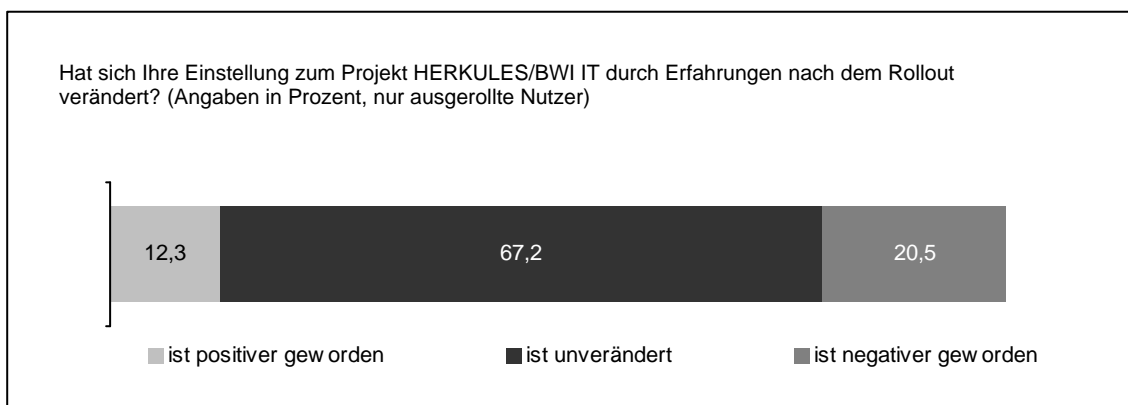 Hat sich Ihre Einstellung zum Projekt HERKULES/BWI IT durch Erfahrungen nach dem Rollout
verändert? (Angaben in Prozent, nur ausgerollte Nutzer)
12,3 67,2 20,5
ist positiver gew orden ist unverändert ist negativer gew orden